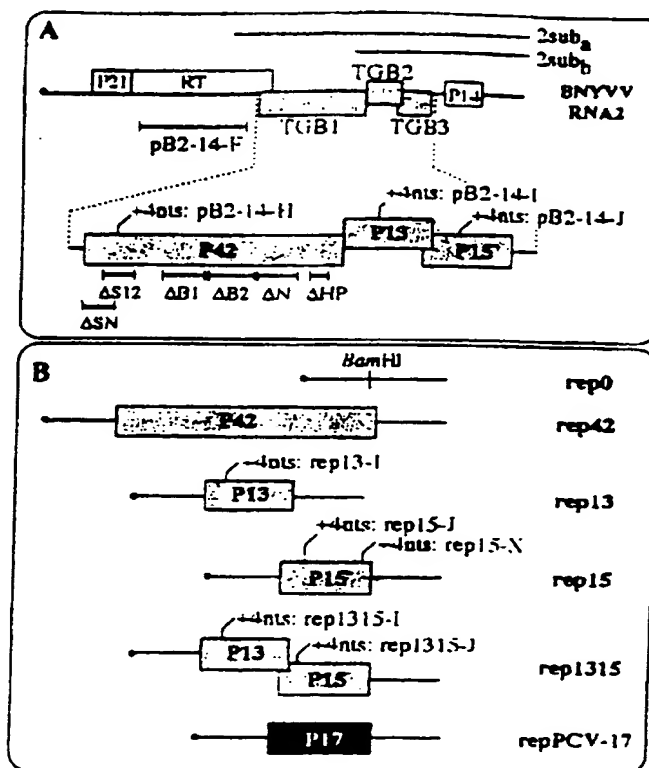 A
2sub a
2sub b
TGB2
P21 RT P14 BNYVV
RNA2
TGB1 TGB3
pB2-14-F
+4nts: pB2-14-I
+4nts: pB2-14-H +4nts: pB2-14-J
P42 P13 P15
ΔS12 ΔB1 ΔB2 ΔN ΔHP
ΔSN
B
BamHI
rep0
P42 rep42
+4nts: rep13-I
P13 rep13
+4nts: rep15-J
+4nts: rep15-X
P15 rep15
+4nts: rep1315-I
+4nts: rep1315-J
P13 P15 rep1315
P17 repPCV-17